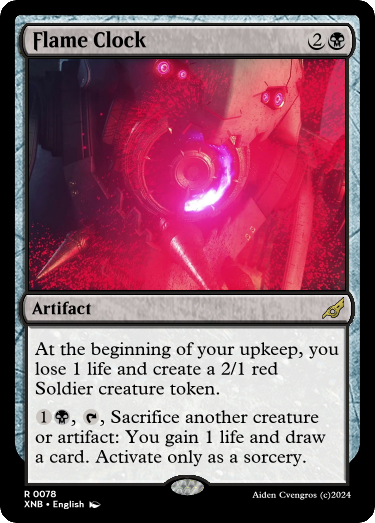 Flame Clock 2
Artifact
At the beginning of your upkeep, you
lose 1 life and create a 2/1 red
Soldier creature token.
1, , Sacrifice another creature
or artifact: You gain 1 life and draw
a card. Activate only as a sorcery.
R 0078
XNB • English Aiden Cvengros (c)2024